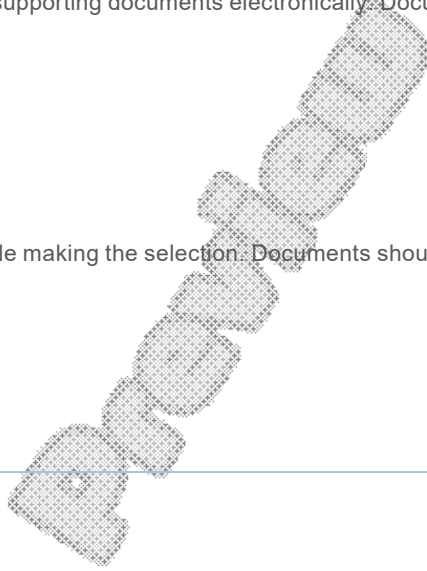 supporting documents electronically. Docu
le making the selection. Documents shou
Preview